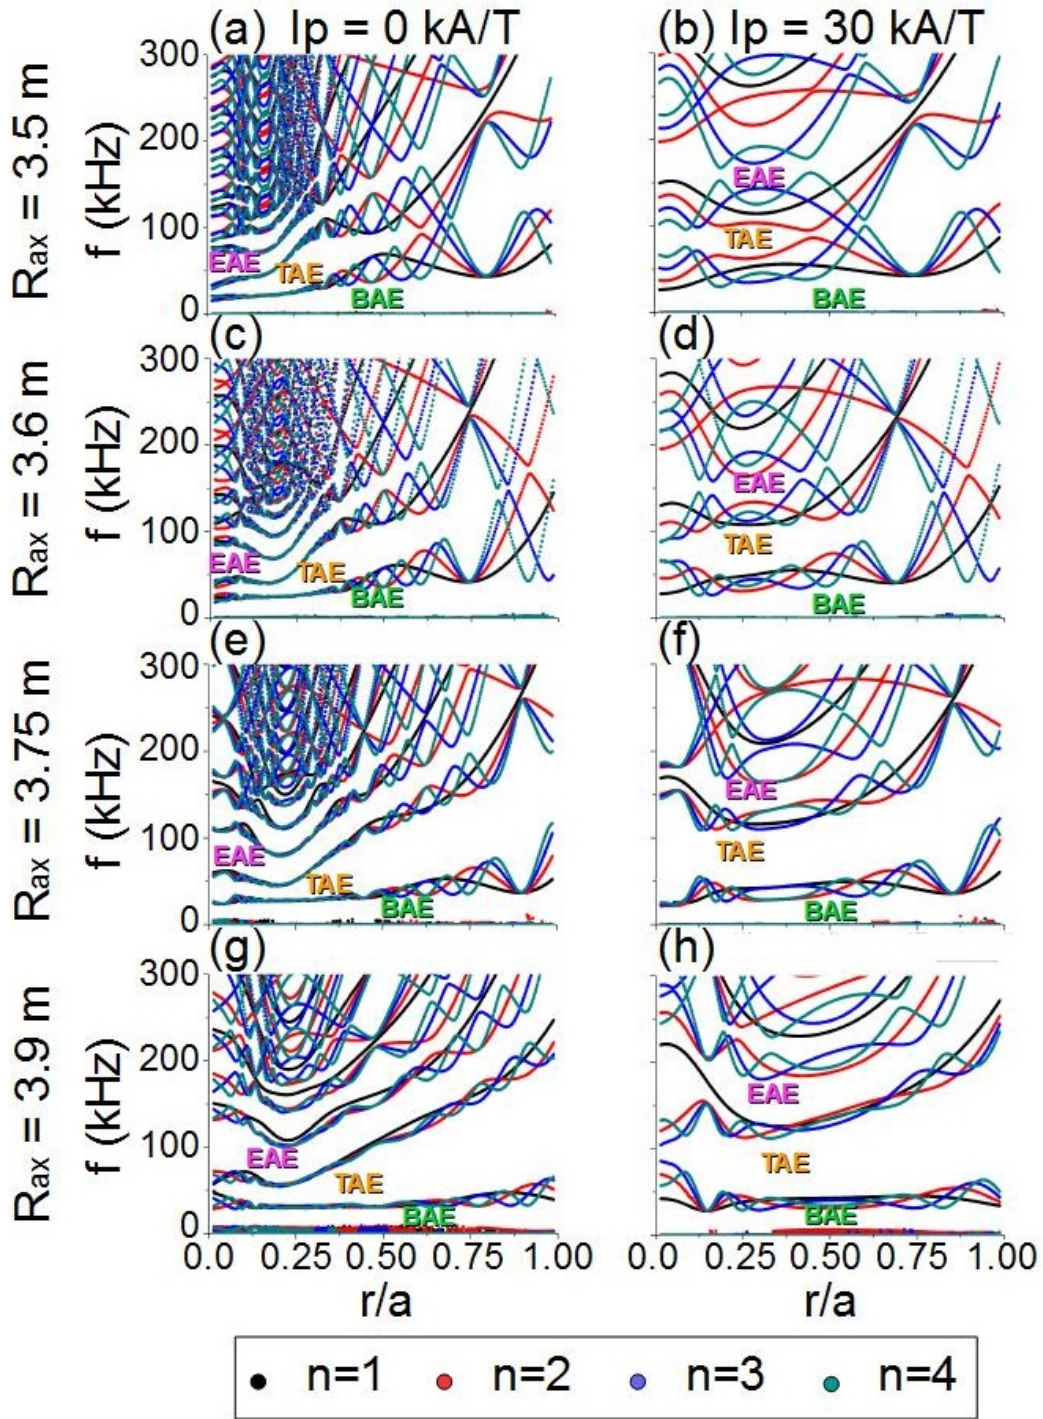 (a) Ip = 0 kA/T
(b) Ip = 30 kA/T
Rax = 3.5 m
f (kHz)
300
200
100
0
EAE
TAE
BAE
EAE
TAE
BAE
(c)
(d)
Rax = 3.6 m
f (kHz)
300
200
100
0
EAE
TAE
BAE
EAE
TAE
BAE
(e)
(f)
Rax = 3.75 m
f (kHz)
300
200
100
0
EAE
TAE
BAE
EAE
TAE
BAE
(g)
(h)
Rax = 3.9 m
f (kHz)
300
200
100
0
EAE
TAE
BAE
EAE
TAE
BAE
0.0 0.25 0.50 0.75 1.00
0.0 0.25 0.50 0.75 1.00
r/a
r/a
n=1 n=2 n=3 n=4